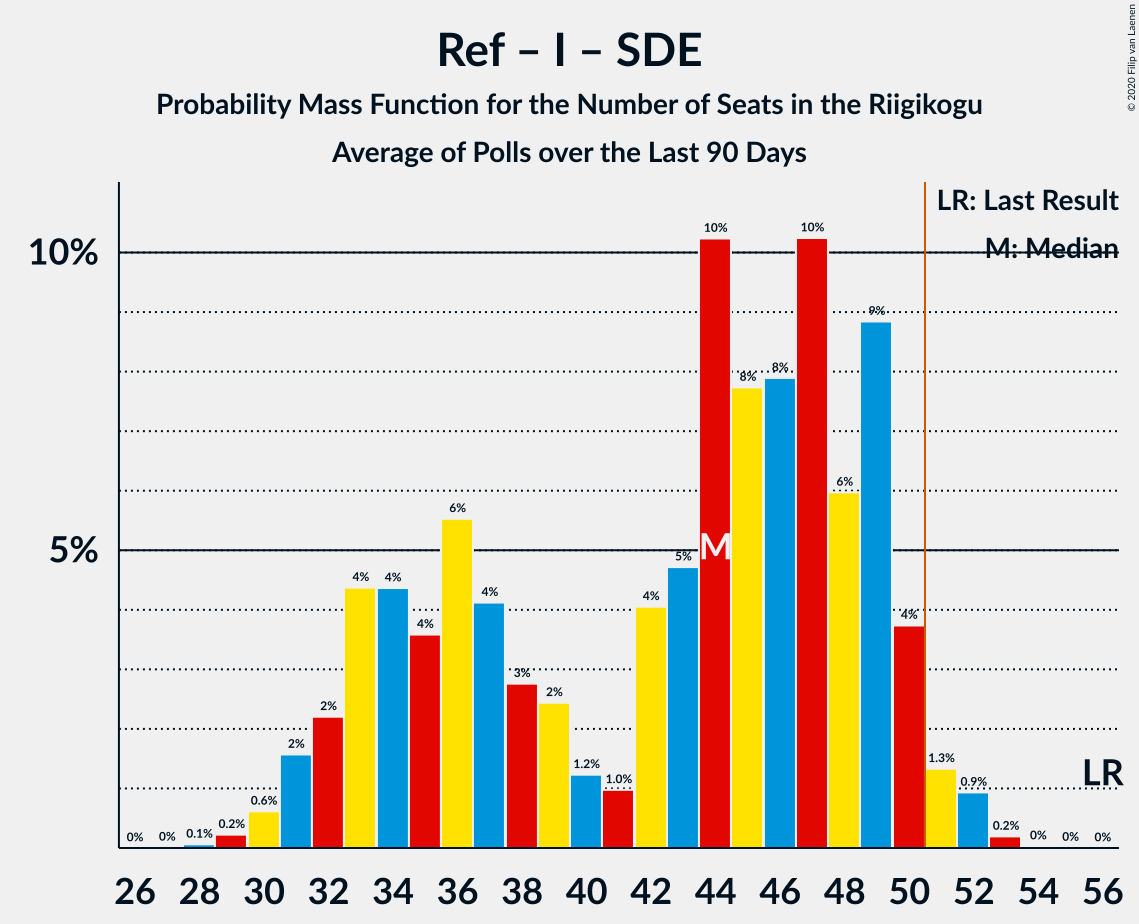 Ref – I – SDE
Probability Mass Function for the Number of Seats in the Riigikogu
Average of Polls over the Last 90 Days
© 2020 Filip van Laenen
LR: Last Result
M: Median
10%
5%
0% 0% 0.1% 0.2% 0.6% 2% 2% 4% 4% 4% 6% 4% 3% 2% 1.2% 1.0% 4% 5% 10% 8% 8% 10% 6% 9% 4% 1.3% 0.9% 0.2% 0% 0% 0%
M
LR
26 28 30 32 34 36 38 40 42 44 46 48 50 52 54 56